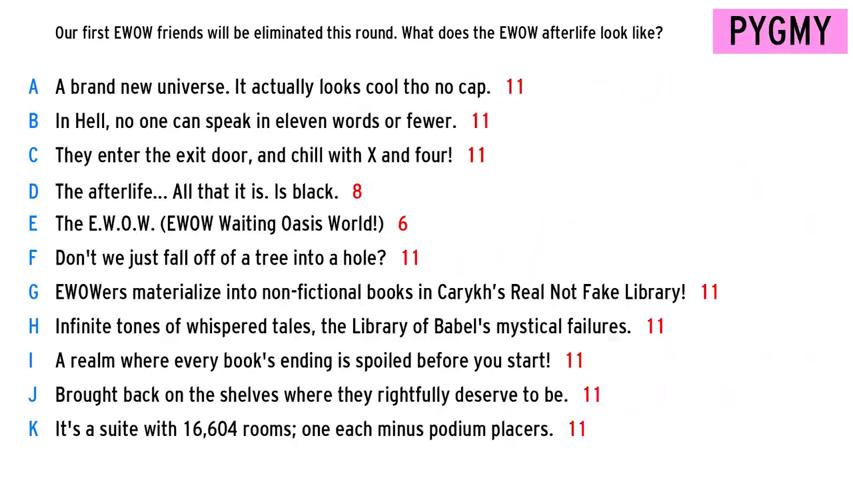 Our first EWOW friends will be eliminated this round. What does the EWOW afterlife look like?
PYGMY
A A brand new universe. It actually looks cool tho no cap. 11
B In Hell, no one can speak in eleven words or fewer. 11
C They enter the exit door, and chill with X and four! 11
D The afterlife... All that it is. Is black. 8
E The E.W.O.W. (EWOW Waiting Oasis World!) 6
F Don't we just fall off of a tree into a hole? 11
G EWOWers materialize into non-fictional books in Carykh's Real Not Fake Library! 11
H Infinite tones of whispered tales, the Library of Babel's mystical failures. 11
I A realm where every book's ending is spoiled before you start! 11
J Brought back on the shelves where they rightfully deserve to be. 11
K It's a suite with 16,604 rooms; one each minus podium placers. 11